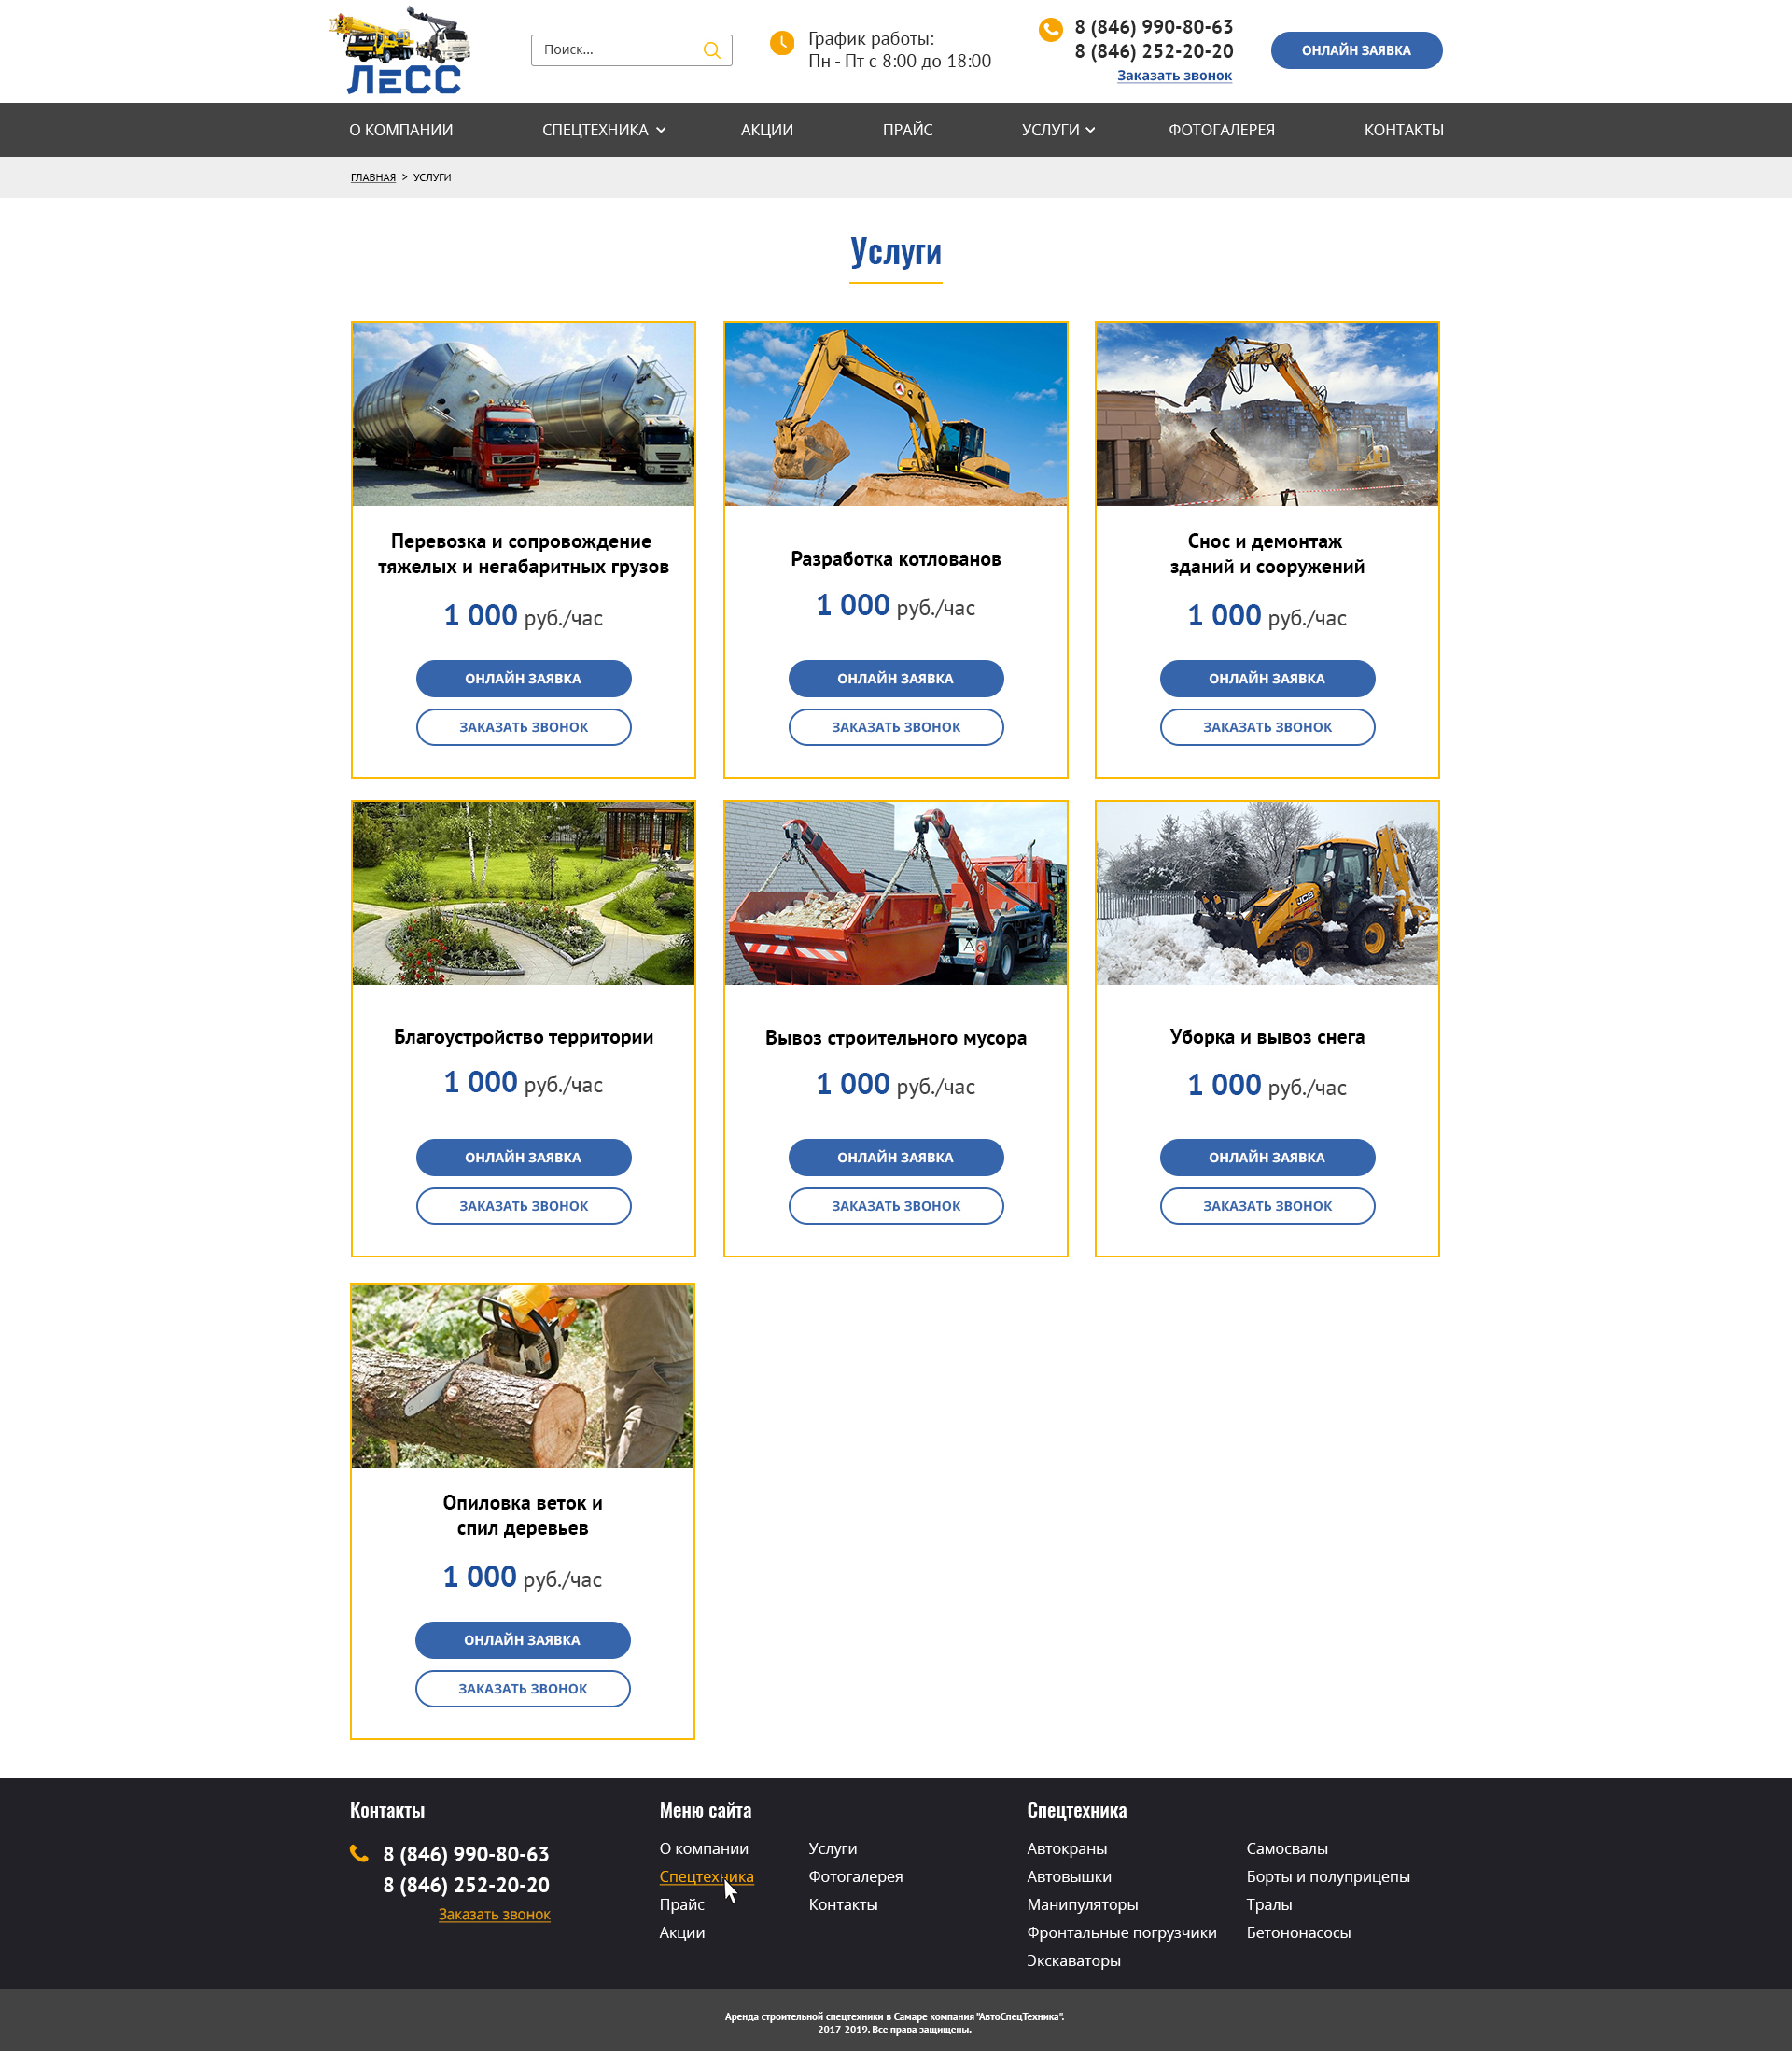 ЛЕСС
Поиск...
График работы:
Пн - Пт с 8:00 до 18:00
8 (846) 990-80-63
8 (846) 252-20-20
Заказать звонок
ОНЛАЙН ЗАЯВКА
О КОМПАНИИ СПЕЦТЕХНИКА АКЦИИ ПРАЙС УСЛУГИ ФОТОГАЛЕРЕЯ КОНТАКТЫ
ГЛАВНАЯ > УСЛУГИ
Услуги
Перевозка и сопровождение
тяжелых и негабаритных грузов
1 000 руб./час
ОНЛАЙН ЗАЯВКА
ЗАКАЗАТЬ ЗВОНОК
Разработка котлованов
1 000 руб./час
ОНЛАЙН ЗАЯВКА
ЗАКАЗАТЬ ЗВОНОК
Снос и демонтаж
зданий и сооружений
1 000 руб./час
ОНЛАЙН ЗАЯВКА
ЗАКАЗАТЬ ЗВОНОК
Благоустройство территории
1 000 руб./час
ОНЛАЙН ЗАЯВКА
ЗАКАЗАТЬ ЗВОНОК
Вывоз строительного мусора
1 000 руб./час
ОНЛАЙН ЗАЯВКА
ЗАКАЗАТЬ ЗВОНОК
JCB
Уборка и вывоз снега
1 000 руб./час
ОНЛАЙН ЗАЯВКА
ЗАКАЗАТЬ ЗВОНОК
Опиловка веток и
спил деревьев
1 000 руб./час
ОНЛАЙН ЗАЯВКА
ЗАКАЗАТЬ ЗВОНОК
Контакты
8 (846) 990-80-63
8 (846) 252-20-20
Заказать звонок
Меню сайта
О компании
Спецтехника
Прайс
Акции
Услуги
Фотогалерея
Контакты
Спецтехника
Автокраны
Автовышки
Манипуляторы
Фронтальные погрузчики
Экскаваторы
Самосвалы
Борты и полуприцепы
Тралы
Бетононасосы
Аренда строительной спецтехники в Самаре компания "АвтоСпецТехника".
2017-2019. Все права защищены.